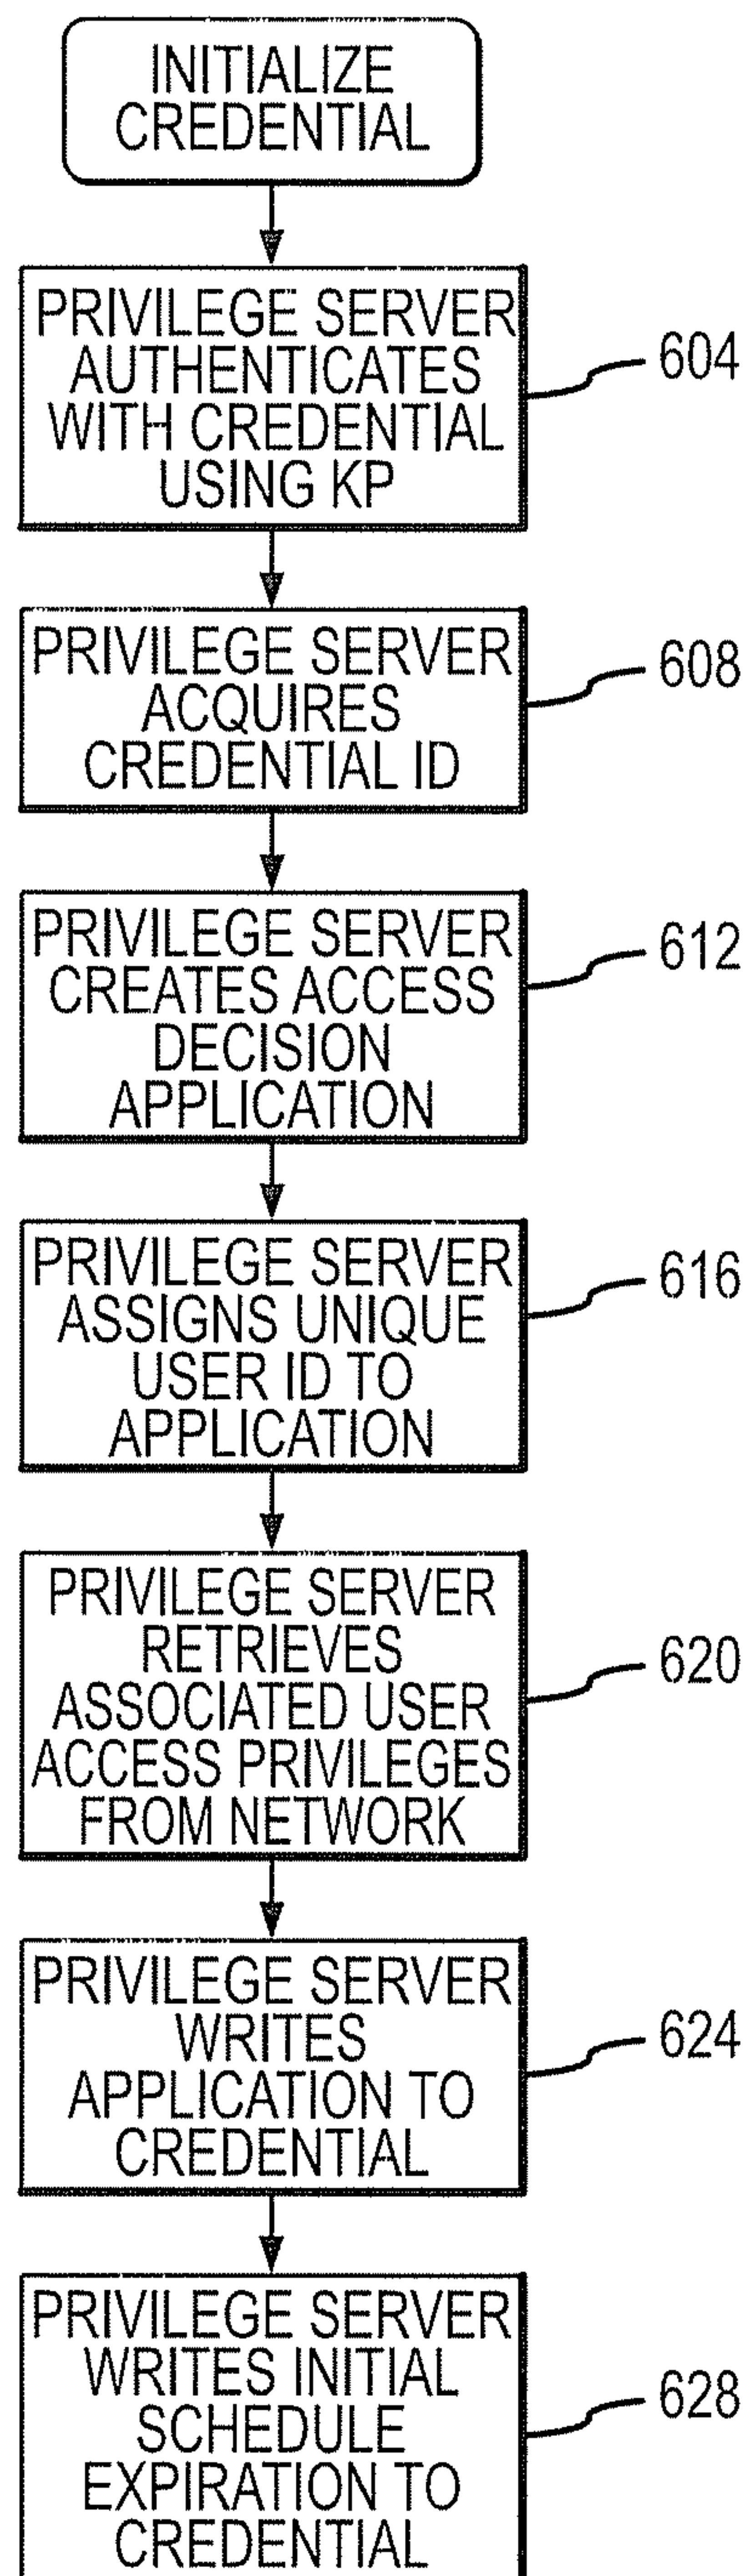 INITIALIZE
CREDENTIAL
PRIVILEGE SERVER
AUTHENTICATES
WITH CREDENTIAL
USING KP
604
PRIVILEGE SERVER
ACQUIRES
CREDENTIAL ID
608
PRIVILEGE SERVER
CREATES ACCESS
DECISION
APPLICATION
612
PRIVILEGE SERVER
ASSIGNS UNIQUE
USER ID TO
APPLICATION
616
PRIVILEGE SERVER
RETRIEVES
ASSOCIATED USER
ACCESS PRIVILEGES
FROM NETWORK
620
PRIVILEGE SERVER
WRITES
APPLICATION TO
CREDENTIAL
624
PRIVILEGE SERVER
WRITES INITIAL
SCHEDULE
EXPIRATION TO
CREDENTIAL
628